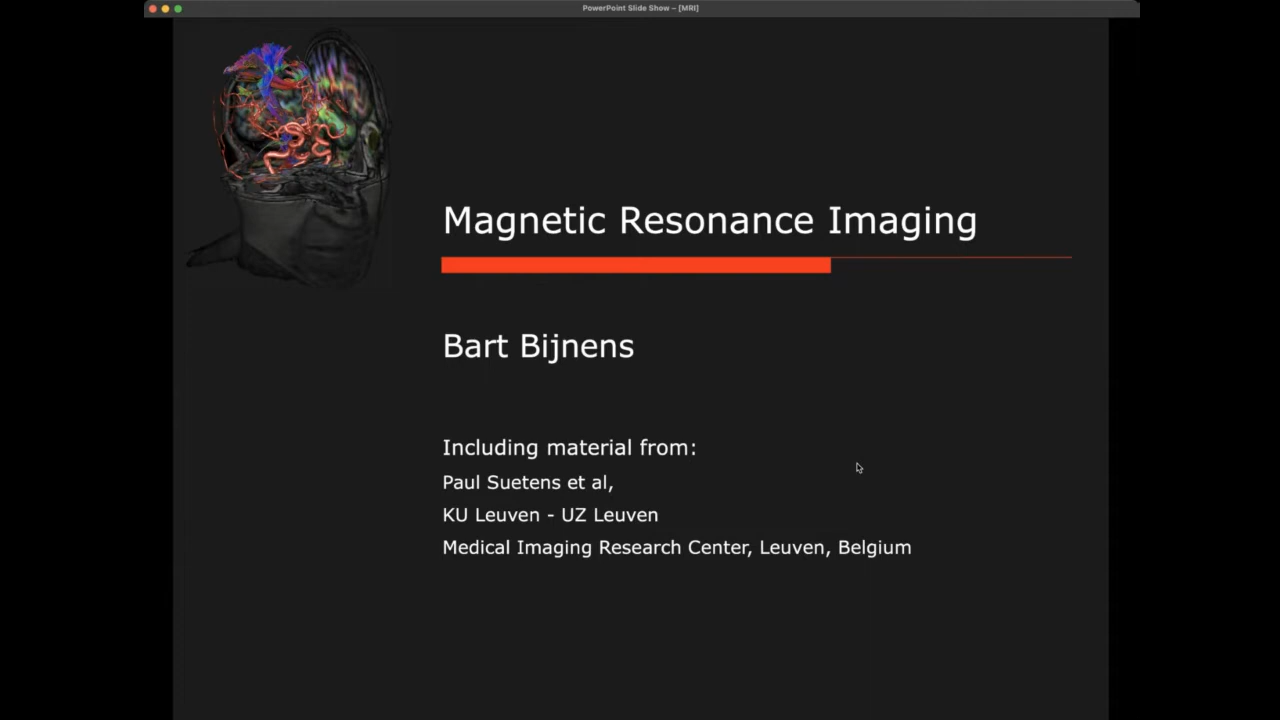 PowerPoint Slide Show – [MRI]
Magnetic Resonance Imaging
Bart Bijnens
Including material from:
Paul Suetens et al,
KU Leuven - UZ Leuven
Medical Imaging Research Center, Leuven, Belgium